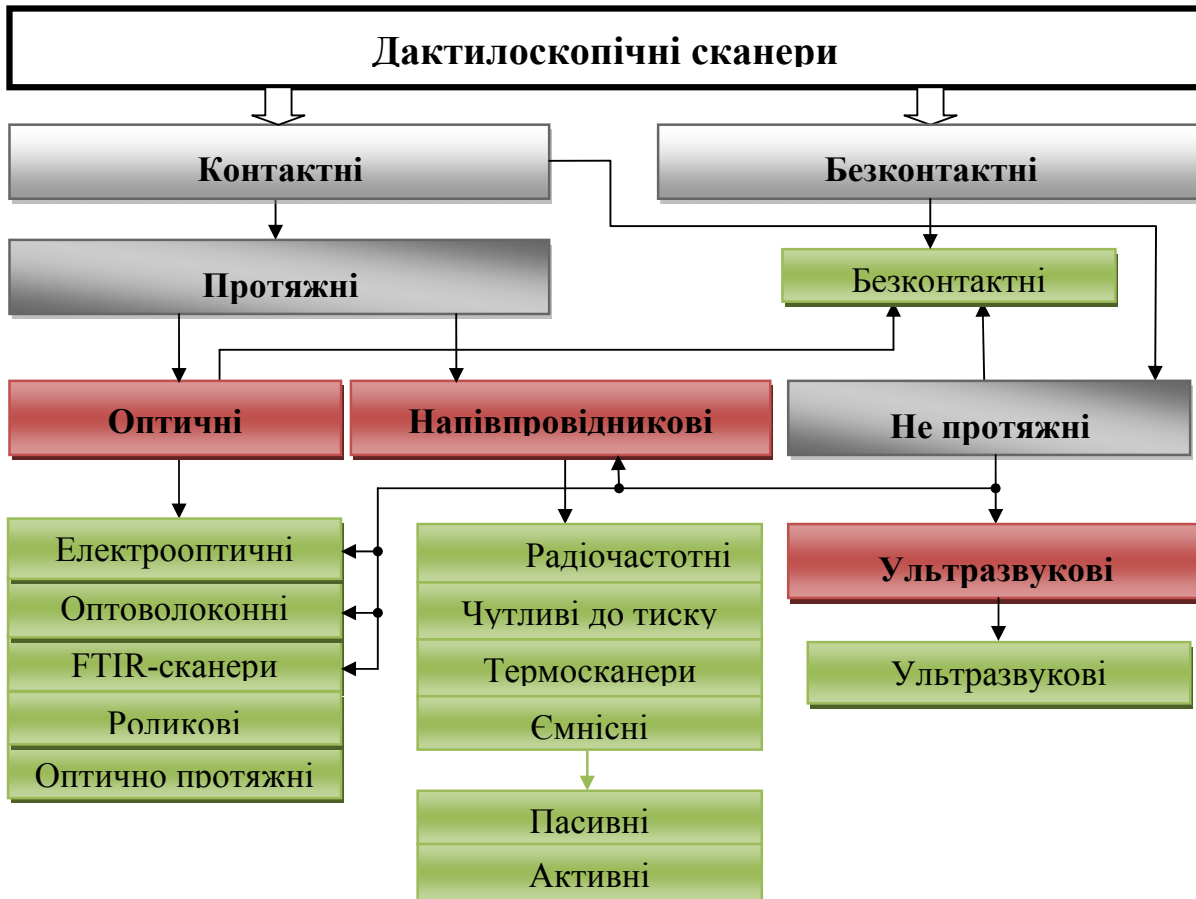 Дактилоскопічні сканери
Контактні
Безконтактні
Протяжні
Безконтактні
Оптичні
Напівпровідникові
Не протяжні
Електрооптичні
Оптоволоконні
FTIR-сканери
Роликові
Оптично протяжні
Радіочастотні
Чутливі до тиску
Термосканери
Ємнісні
Пасивні
Активні
Ультразвукові
Ультразвукові